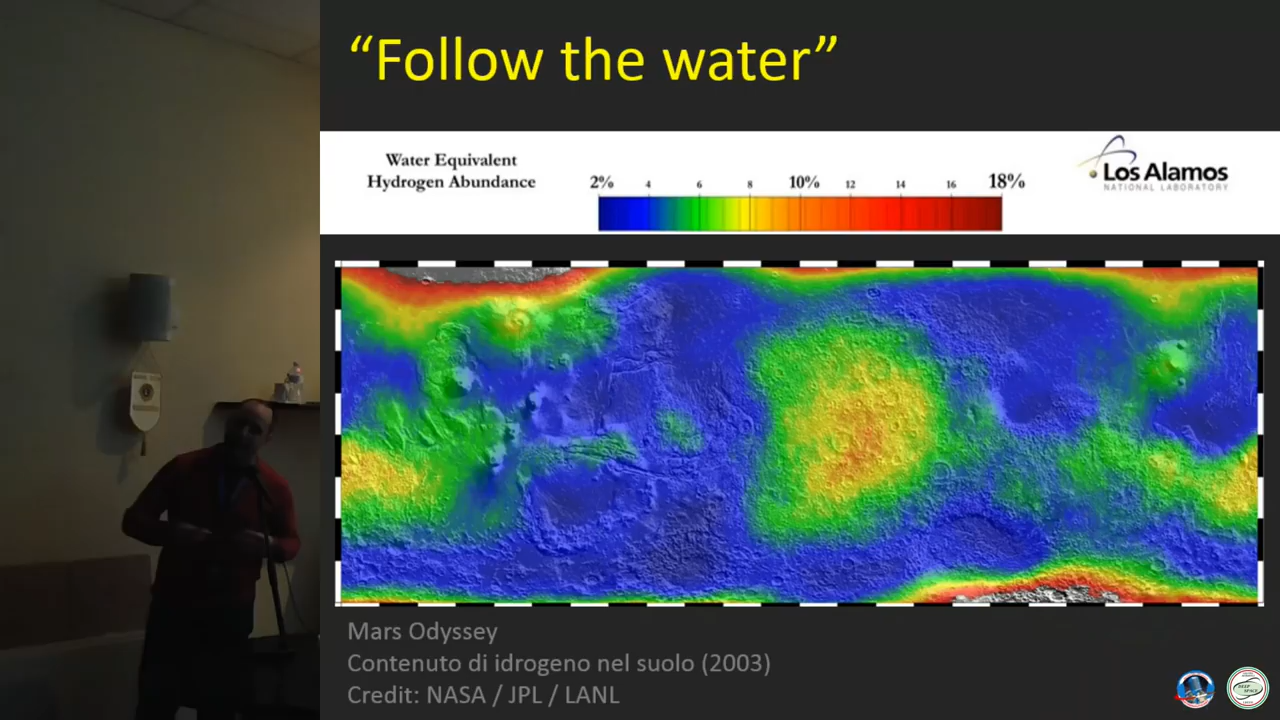 “Follow the water”
Water Equivalent
Hydrogen Abundance
2% 4 6 8 10% 12 14 16 18%
Los Alamos
NATIONAL LABORATORY
Mars Odyssey
Contenuto di idrogeno nel suolo (2003)
Credit: NASA / JPL / LANL